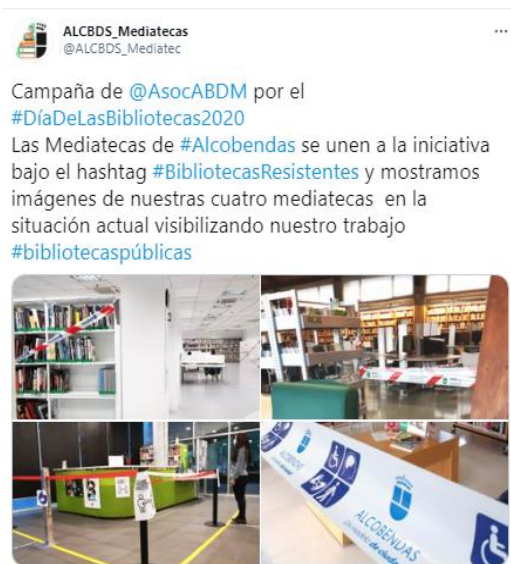 ALCBDS_Mediatecas
@ALCBDS_Mediatec
Campaña de @AsocABDM por el
#DíaDeLasBibliotecas2020
Las Mediatecas de #Alcobendas se unen a la iniciativa
bajo el hashtag #BibliotecasResistentes y mostramos
imágenes de nuestras cuatro mediatecas en la
situación actual visibilizando nuestro trabajo
#bibliotecaspúblicas
ALCOBENDAS